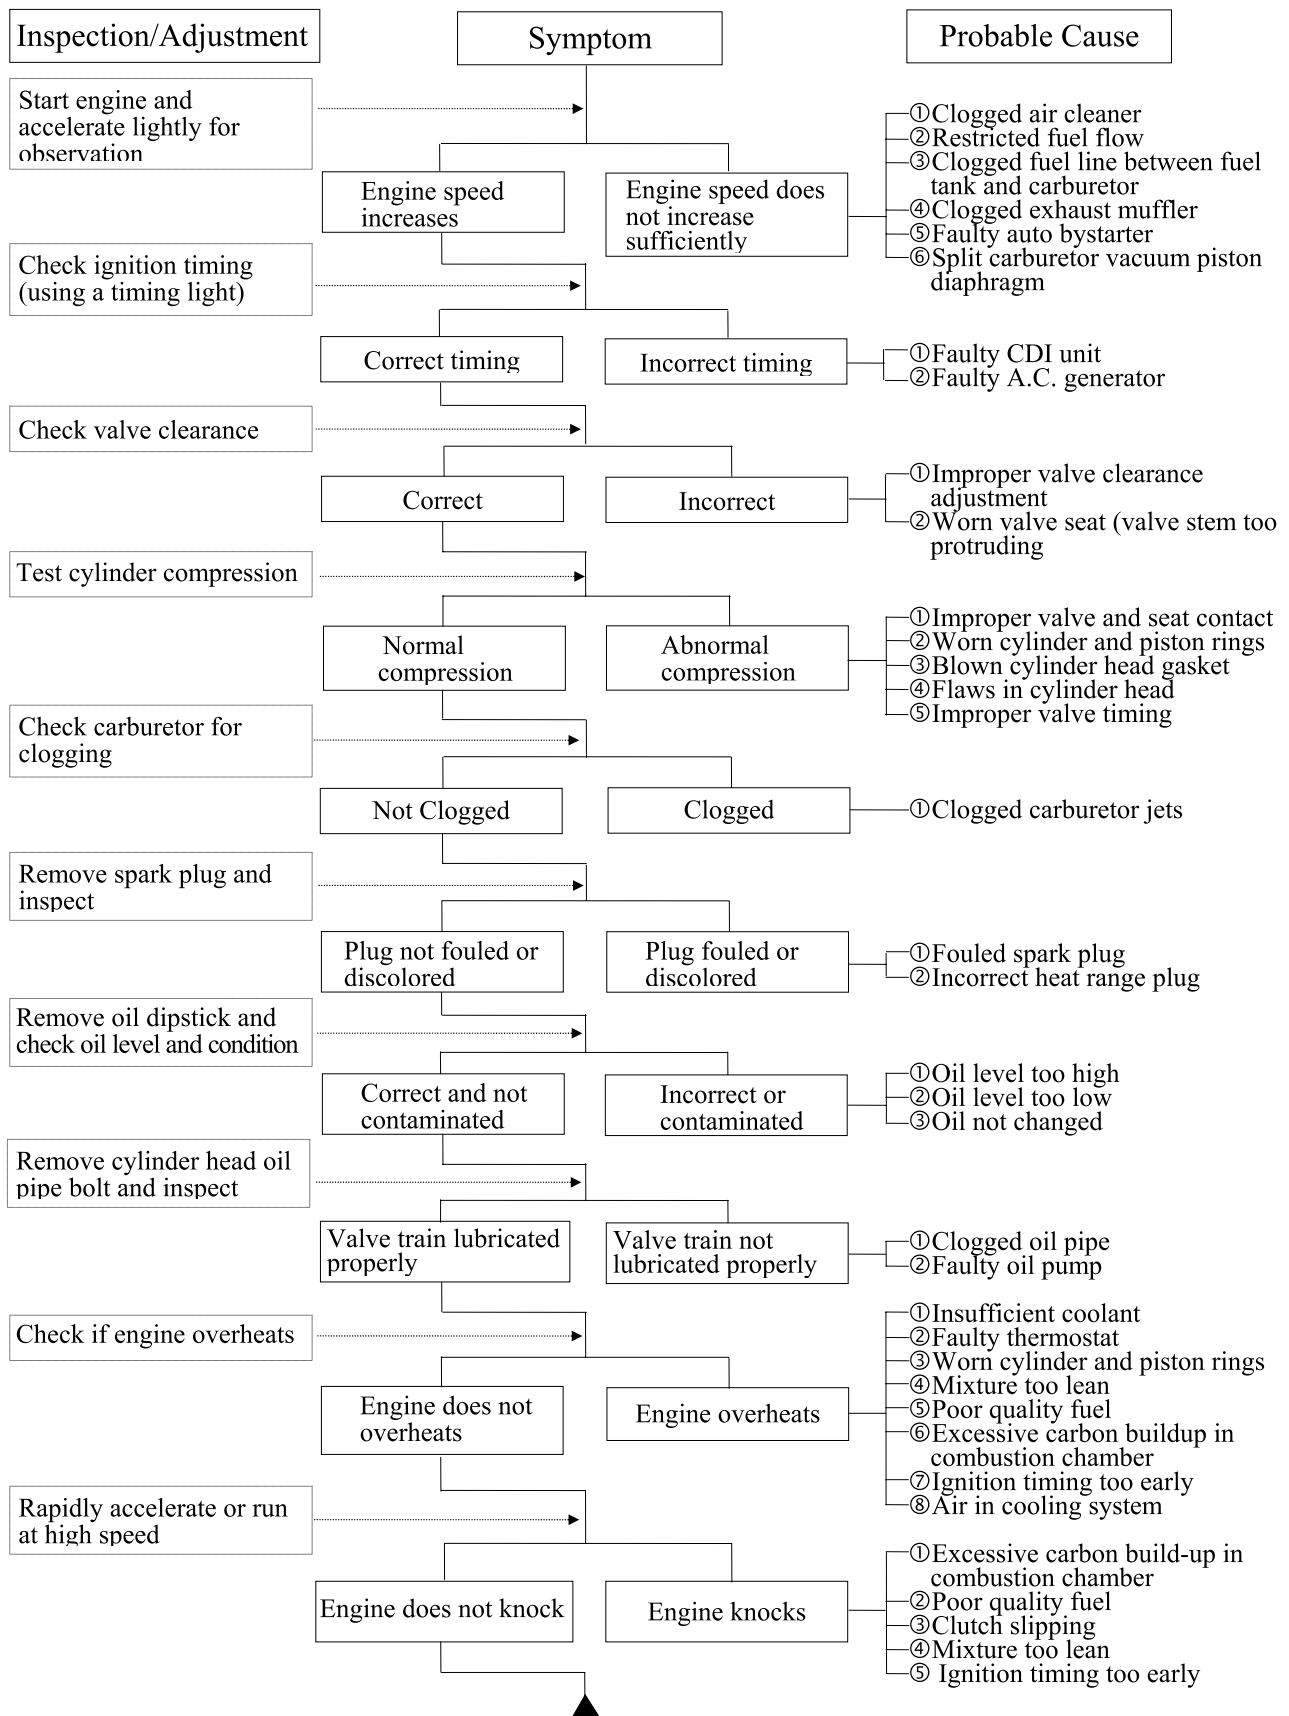 Inspection/Adjustment
Symptom
Probable Cause
Start engine and
accelerate lightly for
observation
Engine speed
increases
Engine speed does
not increase
sufficiently
①Clogged air cleaner
②Restricted fuel flow
③Clogged fuel line between fuel
tank and carburetor
④Clogged exhaust muffler
⑤Faulty auto bystarter
⑥Split carburetor vacuum piston
diaphragm
Check ignition timing
(using a timing light)
Correct timing
Incorrect timing
①Faulty CDI unit
②Faulty A.C. generator
Check valve clearance
Correct
Incorrect
①Improper valve clearance
adjustment
②Worn valve seat (valve stem too
protruding
Test cylinder compression
Normal
compression
Abnormal
compression
①Improper valve and seat contact
②Worn cylinder and piston rings
③Blown cylinder head gasket
④Flaws in cylinder head
⑤Improper valve timing
Check carburetor for
clogging
Not Clogged
Clogged
①Clogged carburetor jets
Remove spark plug and
inspect
Plug not fouled or
discolored
Plug fouled or
discolored
①Fouled spark plug
②Incorrect heat range plug
Remove oil dipstick and
check oil level and condition
Correct and not
contaminated
Incorrect or
contaminated
①Oil level too high
②Oil level too low
③Oil not changed
Remove cylinder head oil
pipe bolt and inspect
Valve train lubricated
properly
Valve train not
lubricated properly
①Clogged oil pipe
②Faulty oil pump
Check if engine overheats
Engine does not
overheats
Engine overheats
①Insufficient coolant
②Faulty thermostat
③Worn cylinder and piston rings
④Mixture too lean
⑤Poor quality fuel
⑥Excessive carbon buildup in
combustion chamber
⑦Ignition timing too early
⑧Air in cooling system
Rapidly accelerate or run
at high speed
Engine does not knock
Engine knocks
①Excessive carbon build-up in
combustion chamber
②Poor quality fuel
③Clutch slipping
④Mixture too lean
⑤ Ignition timing too early